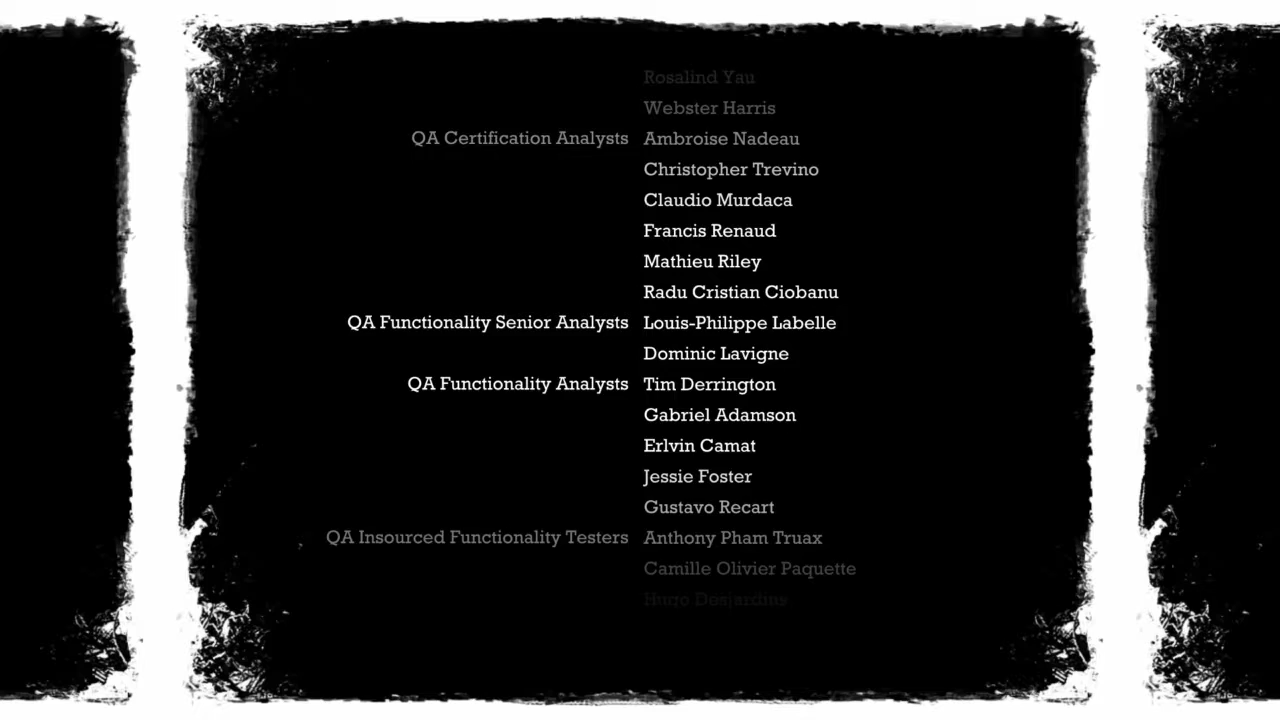 Rosalind Yau
Webster Harris
QA Certification Analysts Ambroise Nadeau
Christopher Trevino
Claudio Murdaca
Francis Renaud
Mathieu Riley
Radu Cristian Ciobanu
QA Functionality Senior Analysts Louis-Philippe Labelle
Dominic Lavigne
QA Functionality Analysts Tim Derrington
Gabriel Adamson
Erlvin Camat
Jessie Foster
Gustavo Recart
QA Insourced Functionality Testers Anthony Pham Truax
Camille Olivier Paquette
Hugo Desjardins